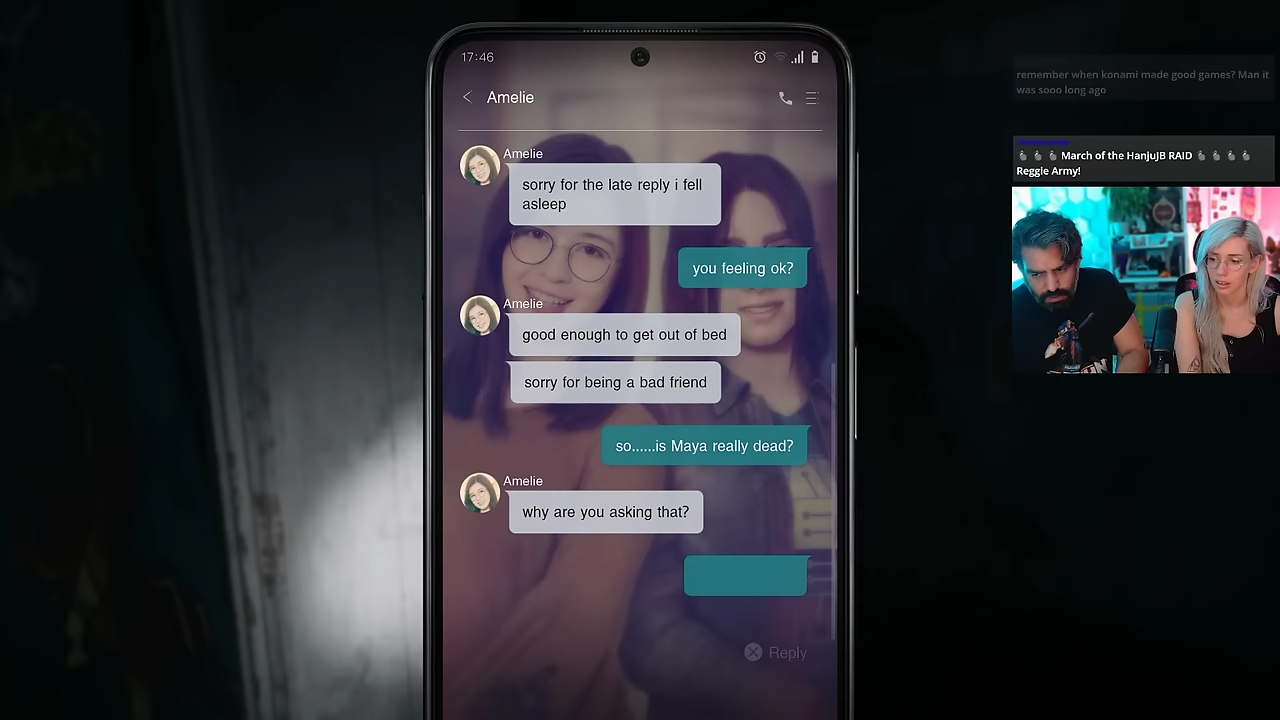 17:46
Amelie
Amelie
sorry for the late reply i fell
asleep
you feeling ok?
Amelie
good enough to get out of bed
sorry for being a bad friend
so......is Maya really dead?
Amelie
why are you asking that?
Reply
remember when konami made good games? Man it
was sooo long ago
March of the HanjuJB RAID
Reggie Army!